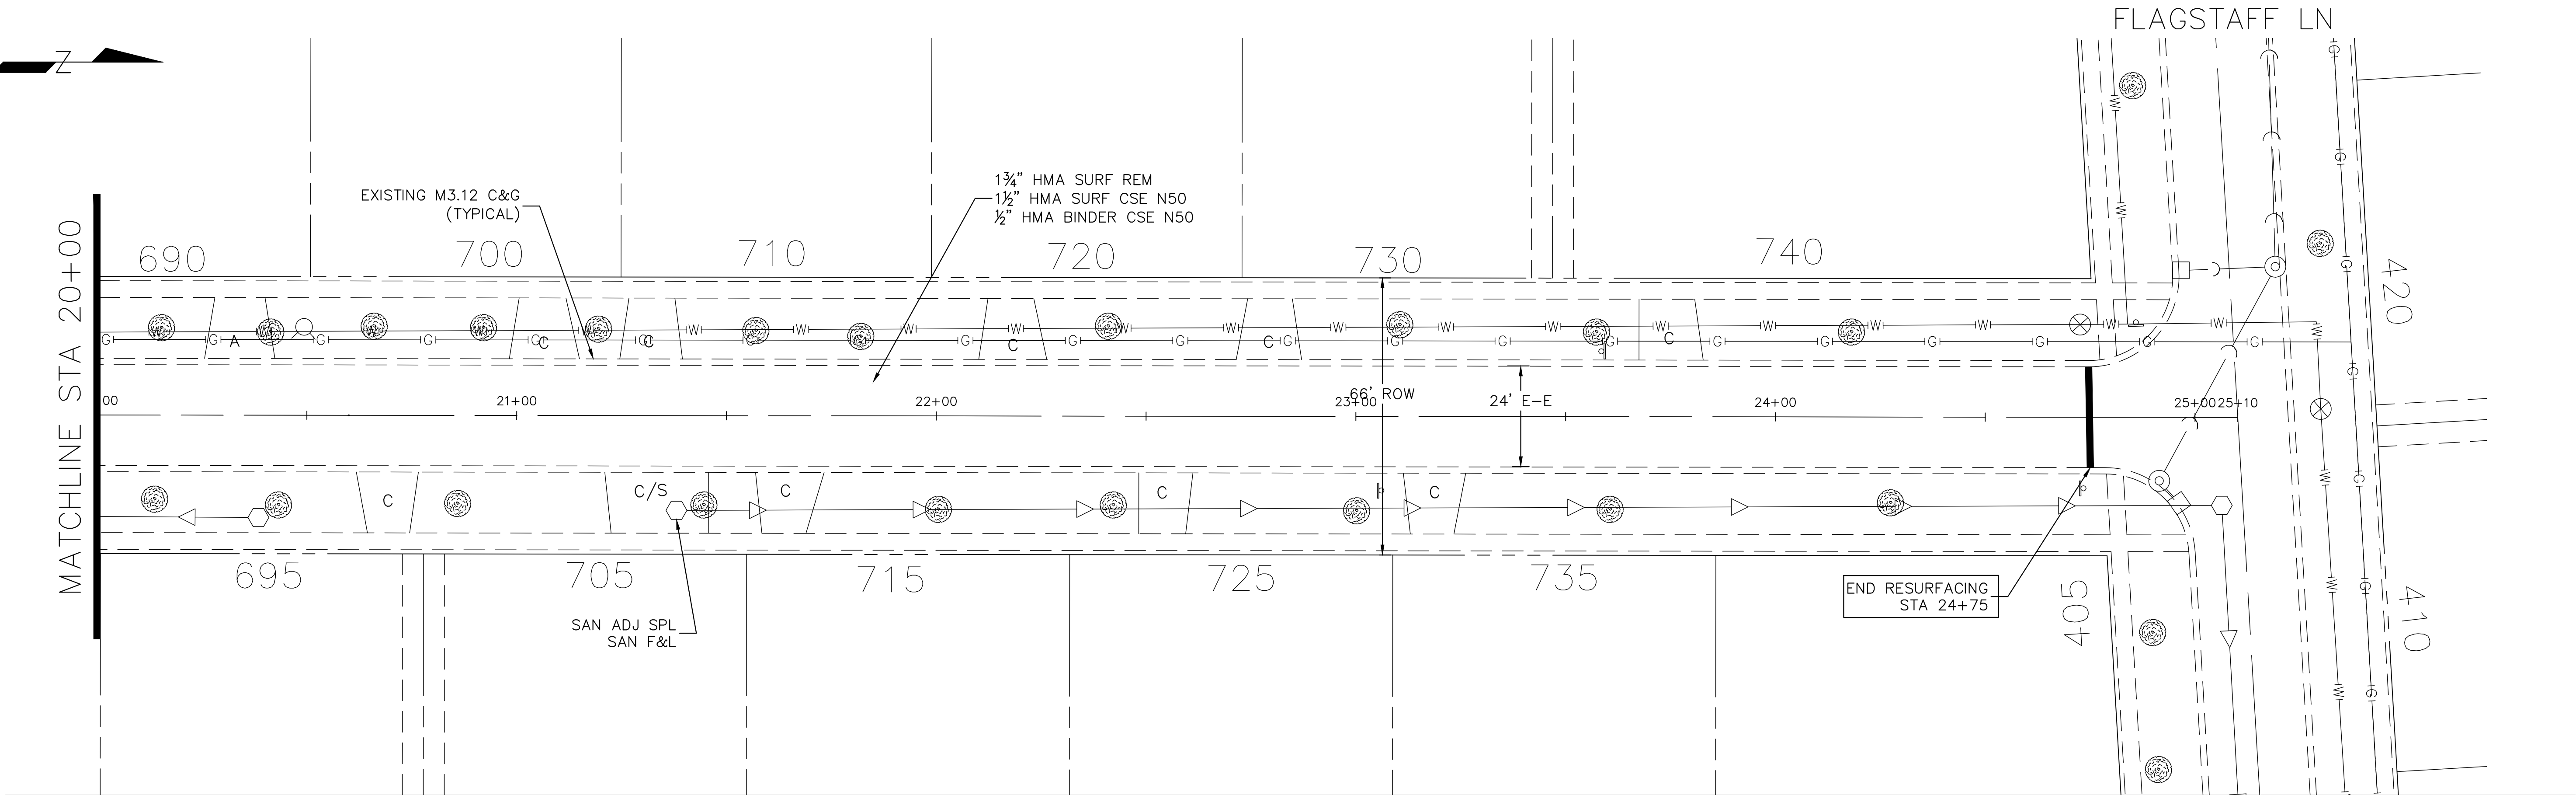 FLAGSTAFF LN
Z
MATCHLINE STA 20+00
EXISTING M3.12 C&G
(TYPICAL)
1¾" HMA SURF REM
1½" HMA SURF CSE N50
½" HMA BINDER CSE N50
690
700
710
720
730
740
420
W W W W W W W W W W W W W W W W W W W W
G G G G G G G G G G G G G G G G G G G G G
A
C
C
C
C
C
00
21+00
22+00
23+00
66' ROW
24' E-E
24+00
25+00
25+10
C
C/S
C
C
C
695
705
715
725
735
405
410
SAN ADJ SPL
SAN F&L
END RESURFACING
STA 24+75